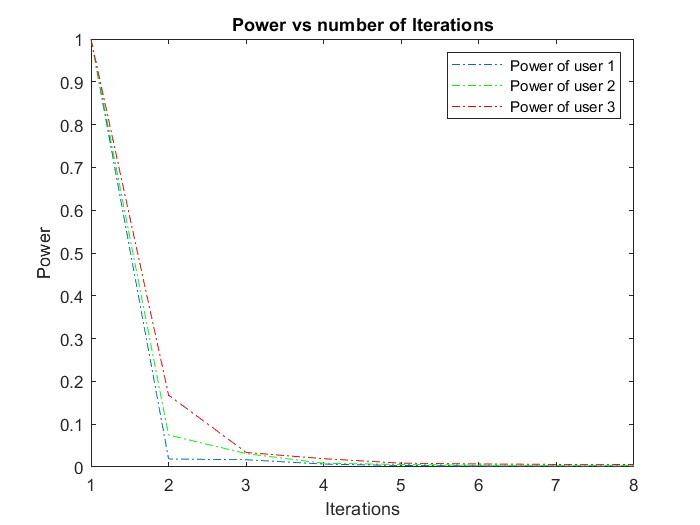 Power vs number of Iterations
Power of user 1
Power of user 2
Power of user 3
1
0.9
0.8
0.7
0.6
0.5
0.4
0.3
0.2
0.1
0
Power
1 2 3 4 5 6 7 8
Iterations